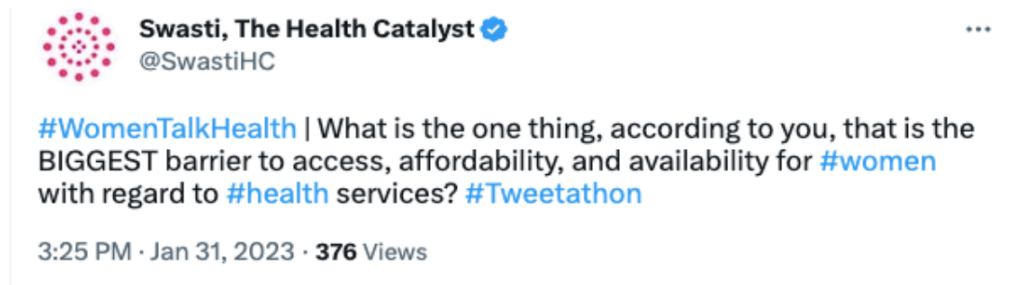 Swasti, The Health Catalyst
@SwastiHC
#WomenTalkHealth | What is the one thing, according to you, that is the
BIGGEST barrier to access, affordability, and availability for #women
with regard to #health services? #Tweetathon
3:25 PM · Jan 31, 2023 · 376 Views